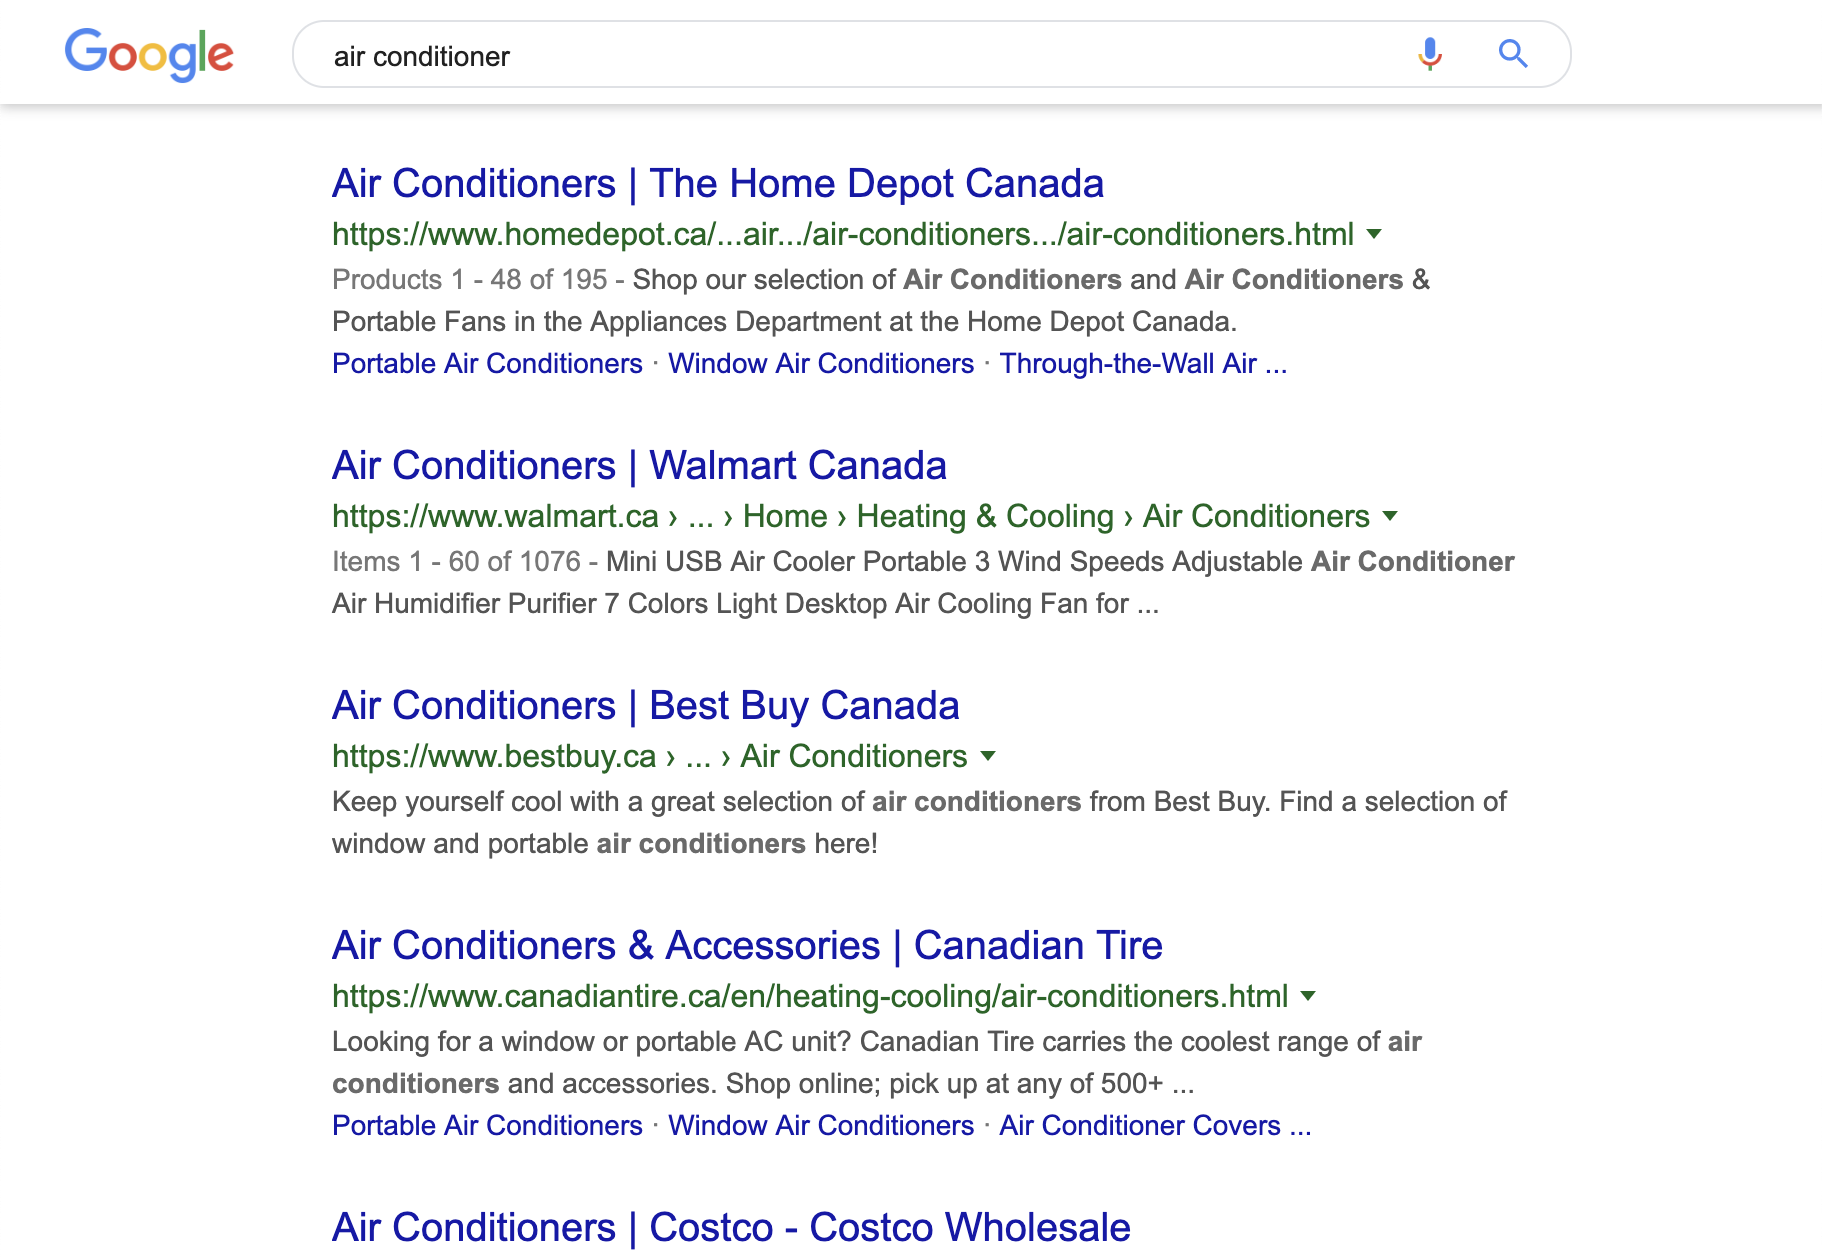 Google
air conditioner
Air Conditioners | The Home Depot Canada
https://www.homedepot.ca/...air.../air-conditioners.../air-conditioners.html
Products 1 - 48 of 195 - Shop our selection of Air Conditioners and Air Conditioners &
Portable Fans in the Appliances Department at the Home Depot Canada.
Portable Air Conditioners · Window Air Conditioners · Through-the-Wall Air ...
Air Conditioners | Walmart Canada
https://www.walmart.ca › ... › Home › Heating & Cooling › Air Conditioners
Items 1 - 60 of 1076 - Mini USB Air Cooler Portable 3 Wind Speeds Adjustable Air Conditioner
Air Humidifier Purifier 7 Colors Light Desktop Air Cooling Fan for ...
Air Conditioners | Best Buy Canada
https://www.bestbuy.ca › ... › Air Conditioners
Keep yourself cool with a great selection of air conditioners from Best Buy. Find a selection of
window and portable air conditioners here!
Air Conditioners & Accessories | Canadian Tire
https://www.canadiantire.ca/en/heating-cooling/air-conditioners.html
Looking for a window or portable AC unit? Canadian Tire carries the coolest range of air
conditioners and accessories. Shop online; pick up at any of 500+ ...
Portable Air Conditioners · Window Air Conditioners · Air Conditioner Covers ...
Air Conditioners | Costco - Costco Wholesale